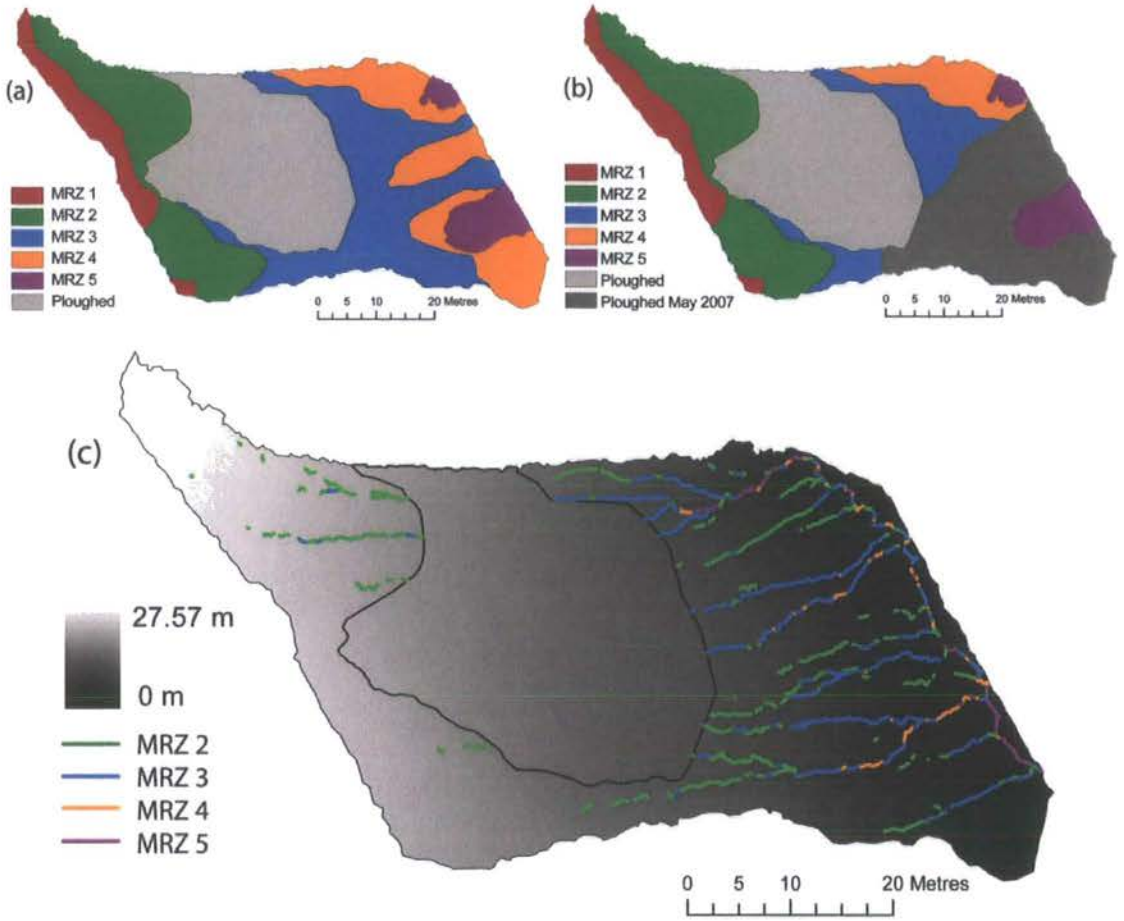 (a)
MRZ 1
MRZ 2
MRZ 3
MRZ 4
MRZ 5
Ploughed
0 5 10 20 Metres
(b)
MRZ 1
MRZ 2
MRZ 3
MRZ 4
MRZ 5
Ploughed
Ploughed May 2007
0 5 10 20 Metres
(c)
27.57 m
0 m
MRZ 2
MRZ 3
MRZ 4
MRZ 5
0 5 10 20 Metres